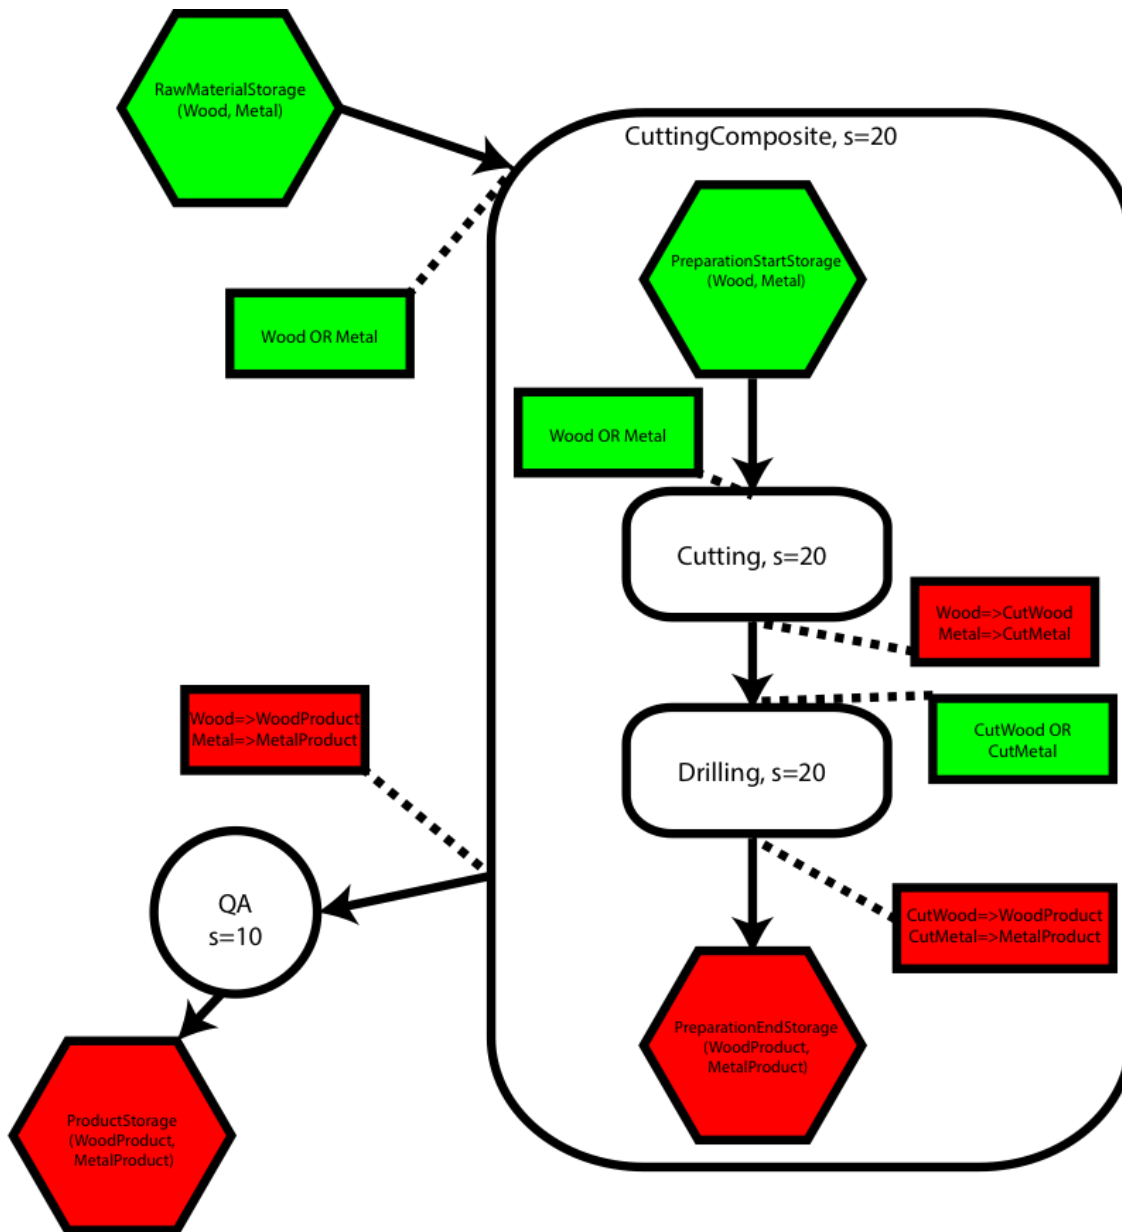 RawMaterialStorage
(Wood, Metal)
CuttingComposite, s=20
PreparationStartStorage
(Wood, Metal)
Wood OR Metal
Wood OR Metal
Cutting, s=20
Wood=>CutWood
Metal=>CutMetal
Wood=>WoodProduct
Metal=>MetalProduct
CutWood OR
CutMetal
Drilling, s=20
QA
s=10
CutWood=>WoodProduct
CutMetal=>MetalProduct
PreparationEndStorage
(WoodProduct,
MetalProduct)
ProductStorage
(WoodProduct,
MetalProduct)